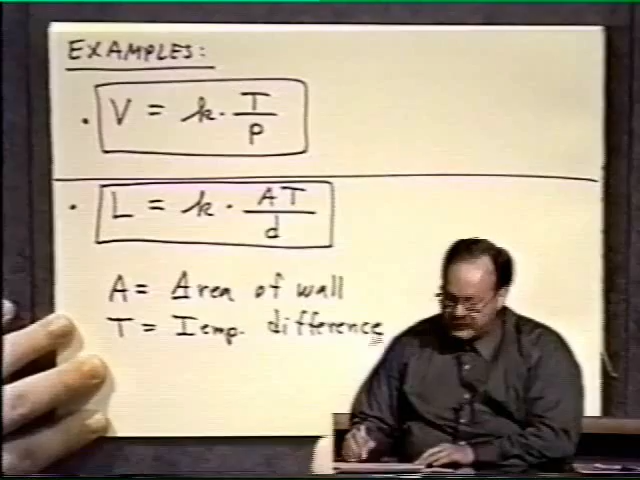 EXAMPLES:
• V = k · T/P
• L = k · AT/d
A = Area of wall
T = Temp. difference